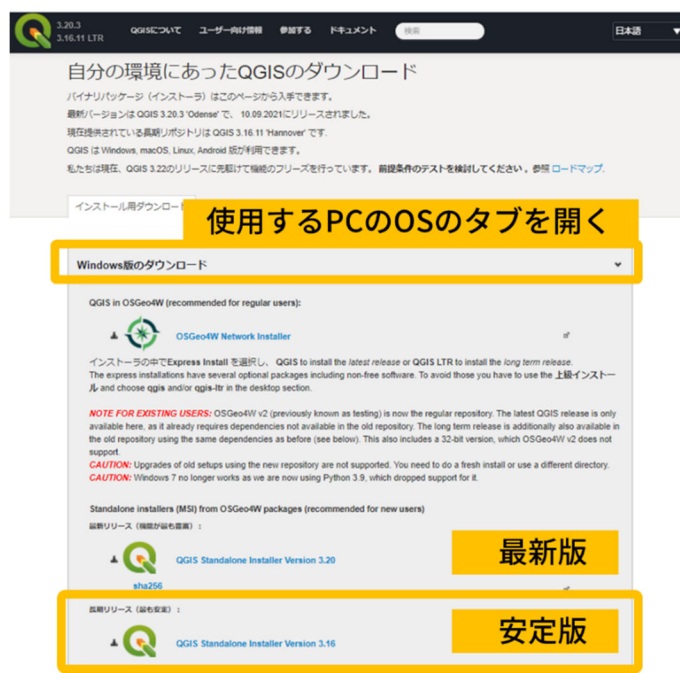 3.20.3
3.16.11 LTR
QGISについて ユーザー向け情報 参加する ドキュメント 検索 日本語
自分の環境にあったQGISのダウンロード
バイナリパッケージ（インストーラ）はこのページから入手できます。
最新バージョンは QGIS 3.20.3 'Odense' で、 10.09.2021にリリースされました。
現在提供されている長期リポジトリは QGIS 3.16.11 'Hannover' です.
QGIS は Windows, macOS, Linux, Android 版が利用できます。
私たちは現在、QGIS 3.22のリリースに先駆けて機能のフリーズを行っています。 前提条件のテストを検討してください 。参照 ロードマップ.
インストール用ダウンロード
使用するPCのOSのタブを開く
Windows版のダウンロード
QGIS in OSGeo4W (recommended for regular users):
OSGeo4W Network Installer
インストーラの中でExpress Install を選択し、 QGIS to install the latest release or QGIS LTR to install the long term release.
The express installations have several optional packages including non-free software. To avoid those you have to use the 上級インストー
ル and choose qgis and/or qgis-ltr in the desktop section.
NOTE FOR EXISTING USERS: OSGeo4W v2 (previously known as testing) is now the regular repository. The latest QGIS release is only
available here, as it already requires dependencies not available in the old repository. The long term release is additionally also available in
the old repository using the same dependencies as before (see below). This also includes a 32-bit version, which OSGeo4W v2 does not
support.
CAUTION: Upgrades of old setups using the new repository are not supported. You need to do a fresh install or use a different directory.
CAUTION: Windows 7 no longer works as we are now using Python 3.9, which dropped support for it.
Standalone installers (MSI) from OSGeo4W packages (recommended for new users)
最新リリース（機能が最も豊富）：
QGIS Standalone Installer Version 3.20
最新版
sha256
長期リリース（最も安定）：
QGIS Standalone Installer Version 3.16
安定版